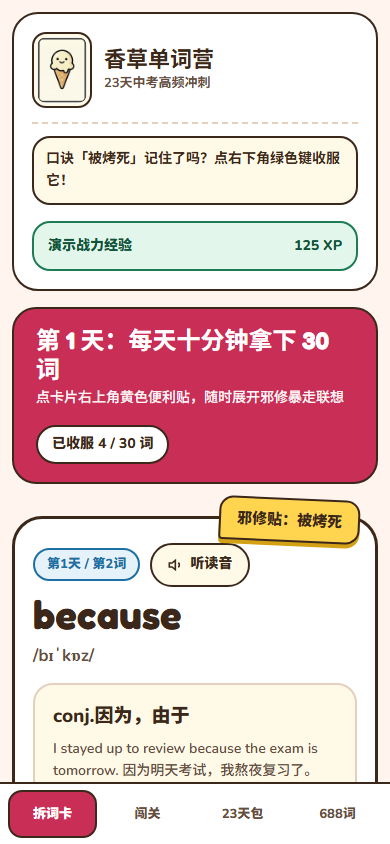 香草单词营
23天中考高频冲刺
口诀「被烤死」记住了吗？点右下角绿色键收服
它！
演示战力经验 125 XP
第 1 天：每天十分钟拿下 30
词
点卡片右上角黄色便利贴，随时展开邪修暴走联想
已收服 4 / 30 词
邪修贴：被烤死
第1天 / 第2词 听读音
because
/bɪˈkɒz/
conj.因为，由于
I stayed up to review because the exam is
tomorrow. 因为明天考试，我熬夜复习了。
拆词卡 闯关 23天包 688词